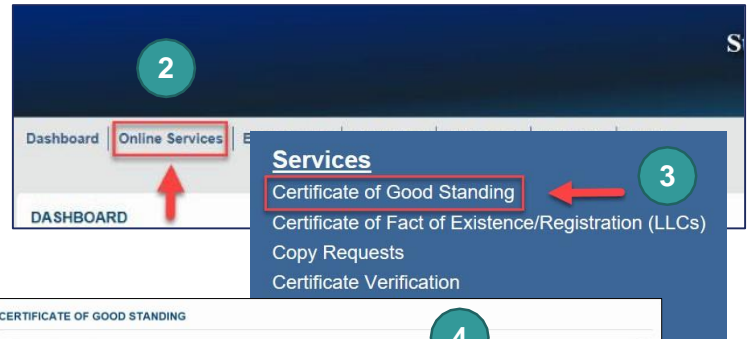 2
Dashboard | Online Services |
DASHBOARD
Services
Certificate of Good Standing
3
Certificate of Fact of Existence/Registration (LLCs)
Copy Requests
Certificate Verification
CERTIFICATE OF GOOD STANDING
4